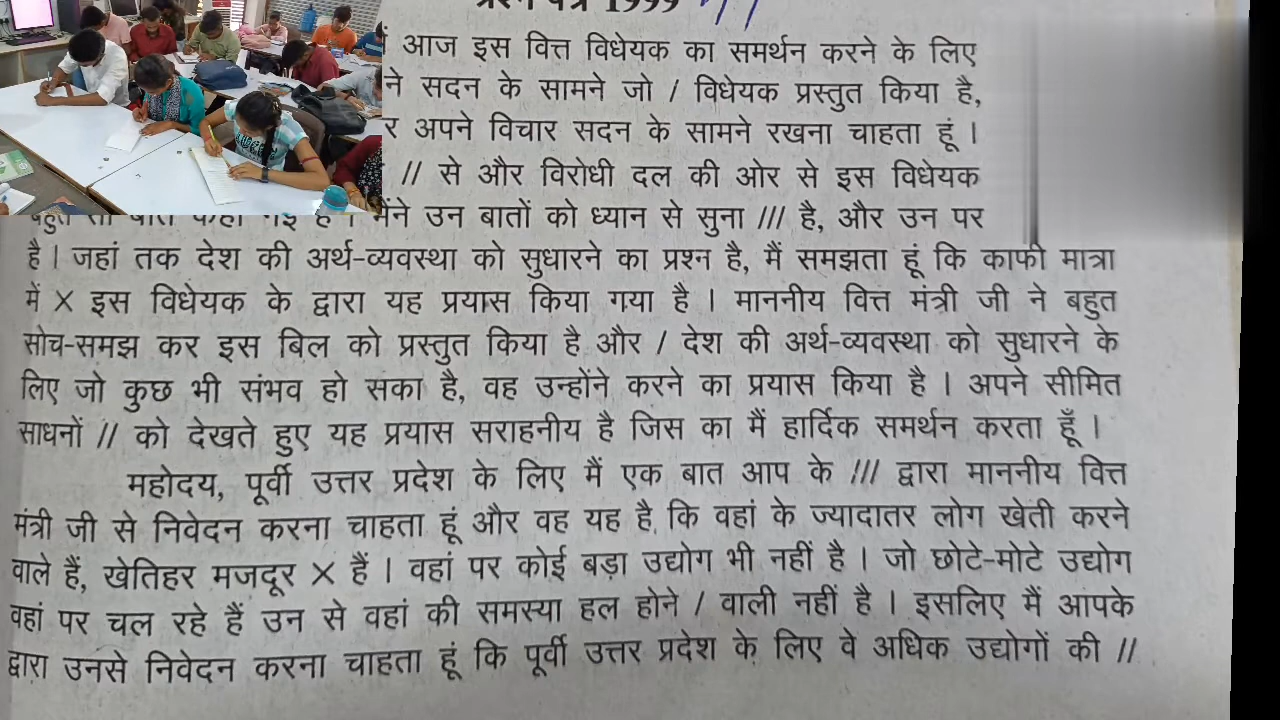 प्रश्न पत्र 1999
आज इस वित्त विधेयक का समर्थन करने के लिए
ने सदन के सामने जो / विधेयक प्रस्तुत किया है,
र अपने विचार सदन के सामने रखना चाहता हूं ।
// से और विरोधी दल की ओर से इस विधेयक
मैंने उन बातों को ध्यान से सुना /// है, और उन पर
है । जहां तक देश की अर्थ-व्यवस्था को सुधारने का प्रश्न है, मैं समझता हूं कि काफी मात्रा
में X इस विधेयक के द्वारा यह प्रयास किया गया है । माननीय वित्त मंत्री जी ने बहुत
सोच-समझ कर इस बिल को प्रस्तुत किया है और / देश की अर्थ-व्यवस्था को सुधारने के
लिए जो कुछ भी संभव हो सका है, वह उन्होंने करने का प्रयास किया है । अपने सीमित
साधनों // को देखते हुए यह प्रयास सराहनीय है जिस का मैं हार्दिक समर्थन करता हूँ ।
महोदय, पूर्वी उत्तर प्रदेश के लिए मैं एक बात आप के /// द्वारा माननीय वित्त
मंत्री जी से निवेदन करना चाहता हूं और वह यह है, कि वहां के ज्यादातर लोग खेती करने
वाले हैं, खेतिहर मजदूर X हैं । वहां पर कोई बड़ा उद्योग भी नहीं है । जो छोटे-मोटे उद्योग
वहां पर चल रहे हैं उन से वहां की समस्या हल होने / वाली नहीं है । इसलिए मैं आपके
द्वारा उनसे निवेदन करना चाहता हूं कि पूर्वी उत्तर प्रदेश के लिए वे अधिक उद्योगों की //